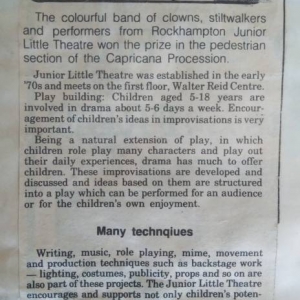 The colourful band of clowns, stiltwalkers
and performers from Rockhampton Junior
Little Theatre won the prize in the pedestrian
section of the Capricana Procession.
Junior Little Theatre was established in the early
'70s and meets on the first floor, Walter Reid Centre.
Play building: Children aged 5-18 years are
involved in drama about 5-6 days a week. Encour-
agement of children's ideas in improvisations is very
important.
Being a natural extension of play, in which
children role play many characters and play out
their daily experiences, drama has much to offer
children. These improvisations are developed and
discussed and ideas based on them are structured
into a play which can be performed for an audience
or for the children's own enjoyment.
Many technqiues
Writing, music, role playing, mime, movement
and production techniques such as backstage work
— lighting, costumes, publicity, props and so on are
also part of these projects. The Junior Little Theatre
encourages and supports not only children's poten-